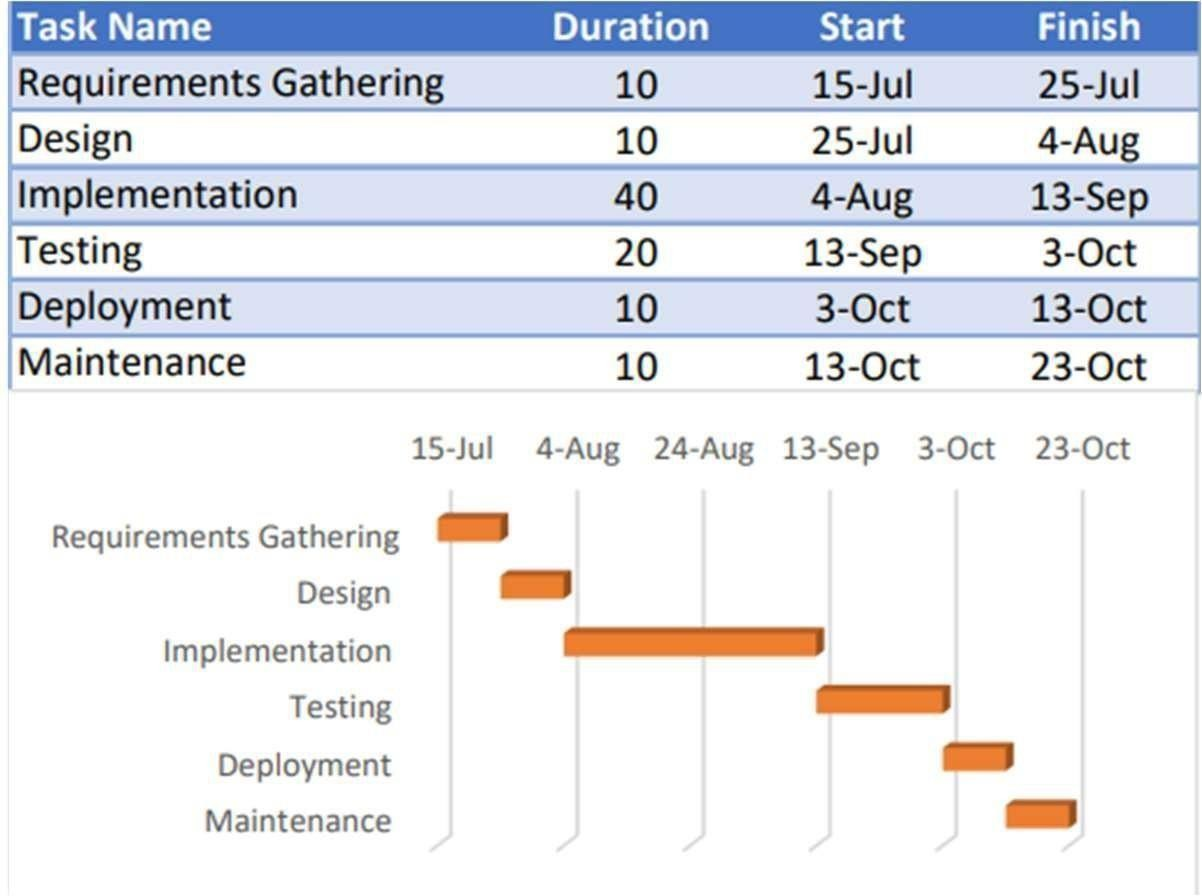 Task Name Duration Start Finish
Requirements Gathering 10 15-Jul 25-Jul
Design 10 25-Jul 4-Aug
Implementation 40 4-Aug 13-Sep
Testing 20 13-Sep 3-Oct
Deployment 10 3-Oct 13-Oct
Maintenance 10 13-Oct 23-Oct
15-Jul 4-Aug 24-Aug 13-Sep 3-Oct 23-Oct
Requirements Gathering
Design
Implementation
Testing
Deployment
Maintenance